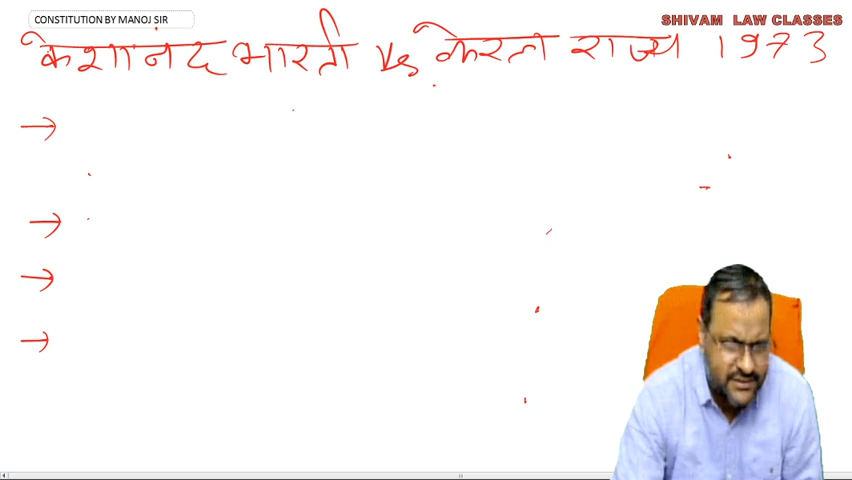 CONSTITUTION BY MANOJ SIR
SHIVAM LAW CLASSES
केशानंद भारती Vs केरल राज्य 1973